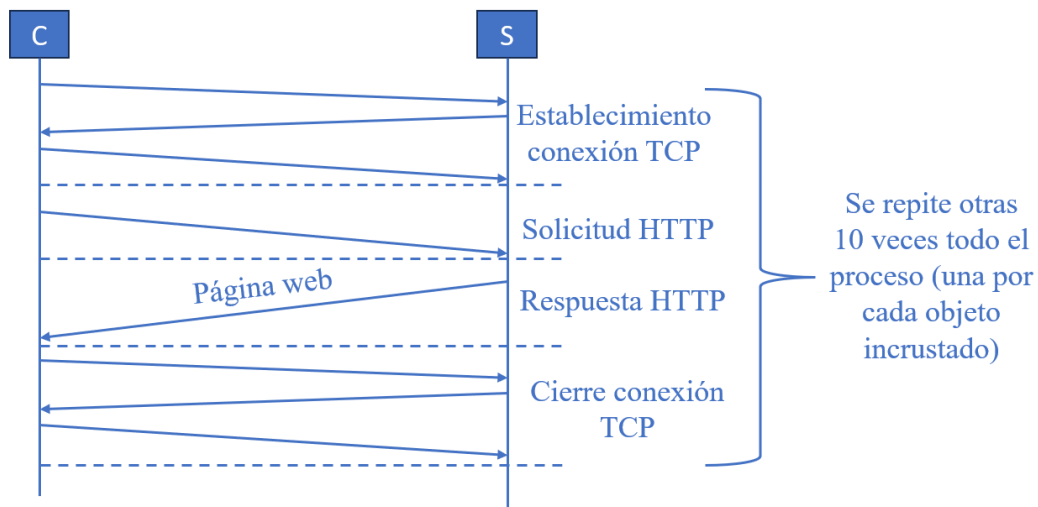 C
S
Establecimiento
conexión TCP
Solicitud HTTP
Página web
Respuesta HTTP
Cierre conexión
TCP
Se repite otras
10 veces todo el
proceso (una por
cada objeto
incrustado)